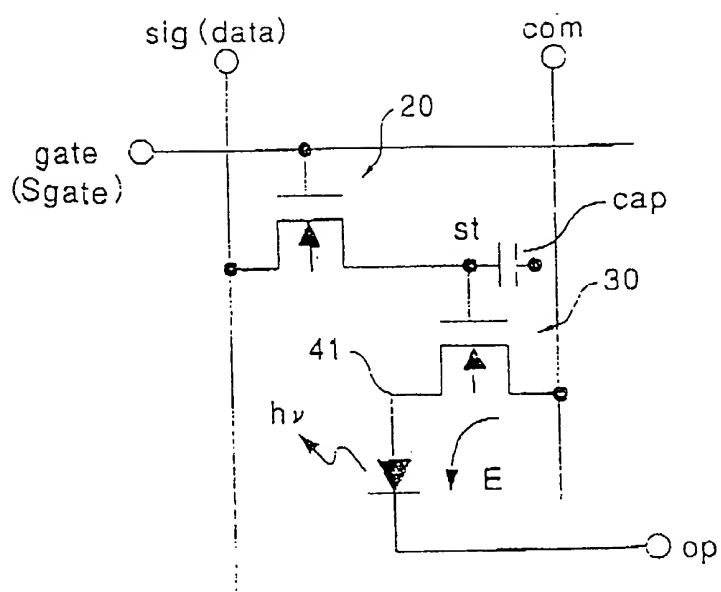 sig (data)
com
20
gate
(Sgate)
cap
st
30
41
hν
E
op